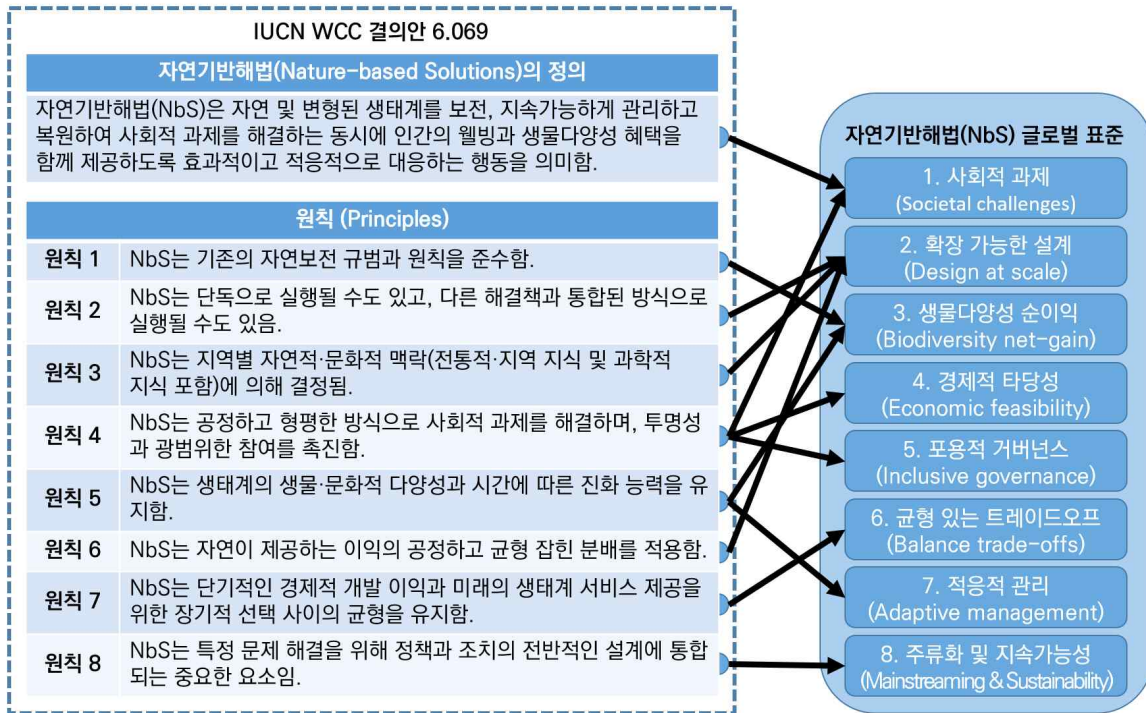 IUCN WCC 결의안 6.069
자연기반해법(Nature-based Solutions)의 정의
자연기반해법(NbS)은 자연 및 변형된 생태계를 보전, 지속가능하게 관리하고
복원하여 사회적 과제를 해결하는 동시에 인간의 웰빙과 생물다양성 혜택을
함께 제공하도록 효과적이고 적응적으로 대응하는 행동을 의미함.
원칙 (Principles)
원칙 1 NbS는 기존의 자연보전 규범과 원칙을 준수함.
원칙 2 NbS는 단독으로 실행될 수도 있고, 다른 해결책과 통합된 방식으로
실행될 수도 있음.
원칙 3 NbS는 지역별 자연적·문화적 맥락(전통적·지역 지식 및 과학적
지식 포함)에 의해 결정됨.
원칙 4 NbS는 공정하고 형평한 방식으로 사회적 과제를 해결하며, 투명성
과 광범위한 참여를 촉진함.
원칙 5 NbS는 생태계의 생물·문화적 다양성과 시간에 따른 진화 능력을 유
지함.
원칙 6 NbS는 자연이 제공하는 이익의 공정하고 균형 잡힌 분배를 적용함.
원칙 7 NbS는 단기적인 경제적 개발 이익과 미래의 생태계 서비스 제공을
위한 장기적 선택 사이의 균형을 유지함.
원칙 8 NbS는 특정 문제 해결을 위해 정책과 조치의 전반적인 설계에 통합
되는 중요한 요소임.
자연기반해법(NbS) 글로벌 표준
1. 사회적 과제
(Societal challenges)
2. 확장 가능한 설계
(Design at scale)
3. 생물다양성 순이익
(Biodiversity net-gain)
4. 경제적 타당성
(Economic feasibility)
5. 포용적 거버넌스
(Inclusive governance)
6. 균형 있는 트레이드오프
(Balance trade-offs)
7. 적응적 관리
(Adaptive management)
8. 주류화 및 지속가능성
(Mainstreaming & Sustainability)